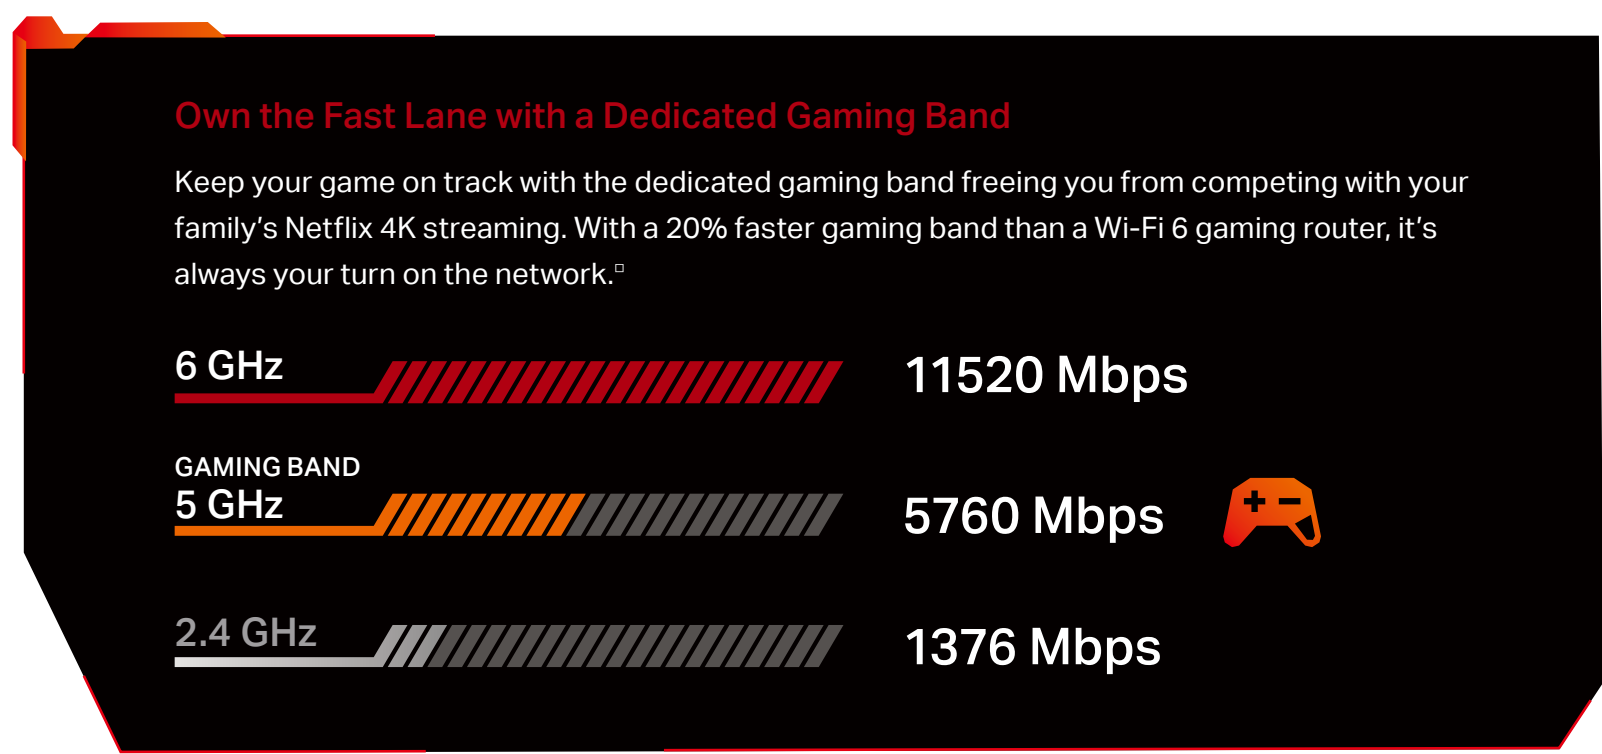 Own the Fast Lane with a Dedicated Gaming Band
Keep your game on track with the dedicated gaming band freeing you from competing with your
family’s Netflix 4K streaming. With a 20% faster gaming band than a Wi-Fi 6 gaming router, it’s
always your turn on the network.□
6 GHz
11520 Mbps
GAMING BAND
5 GHz
5760 Mbps
2.4 GHz
1376 Mbps